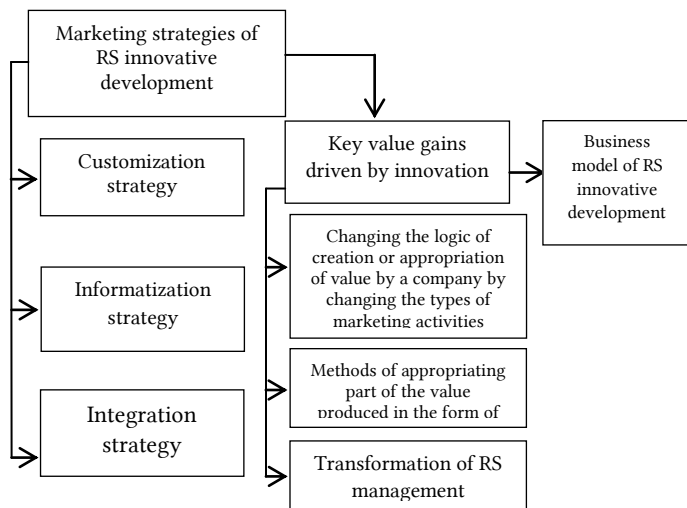 Marketing strategies of
RS innovative
development
Customization
strategy
Informatization
strategy
Integration
strategy
Key value gains
driven by innovation
Changing the logic of
creation or appropriation
of value by a company by
changing the types of
marketing activities
Methods of appropriating
part of the value
produced in the form of
Transformation of RS
management
Business
model of RS
innovative
development